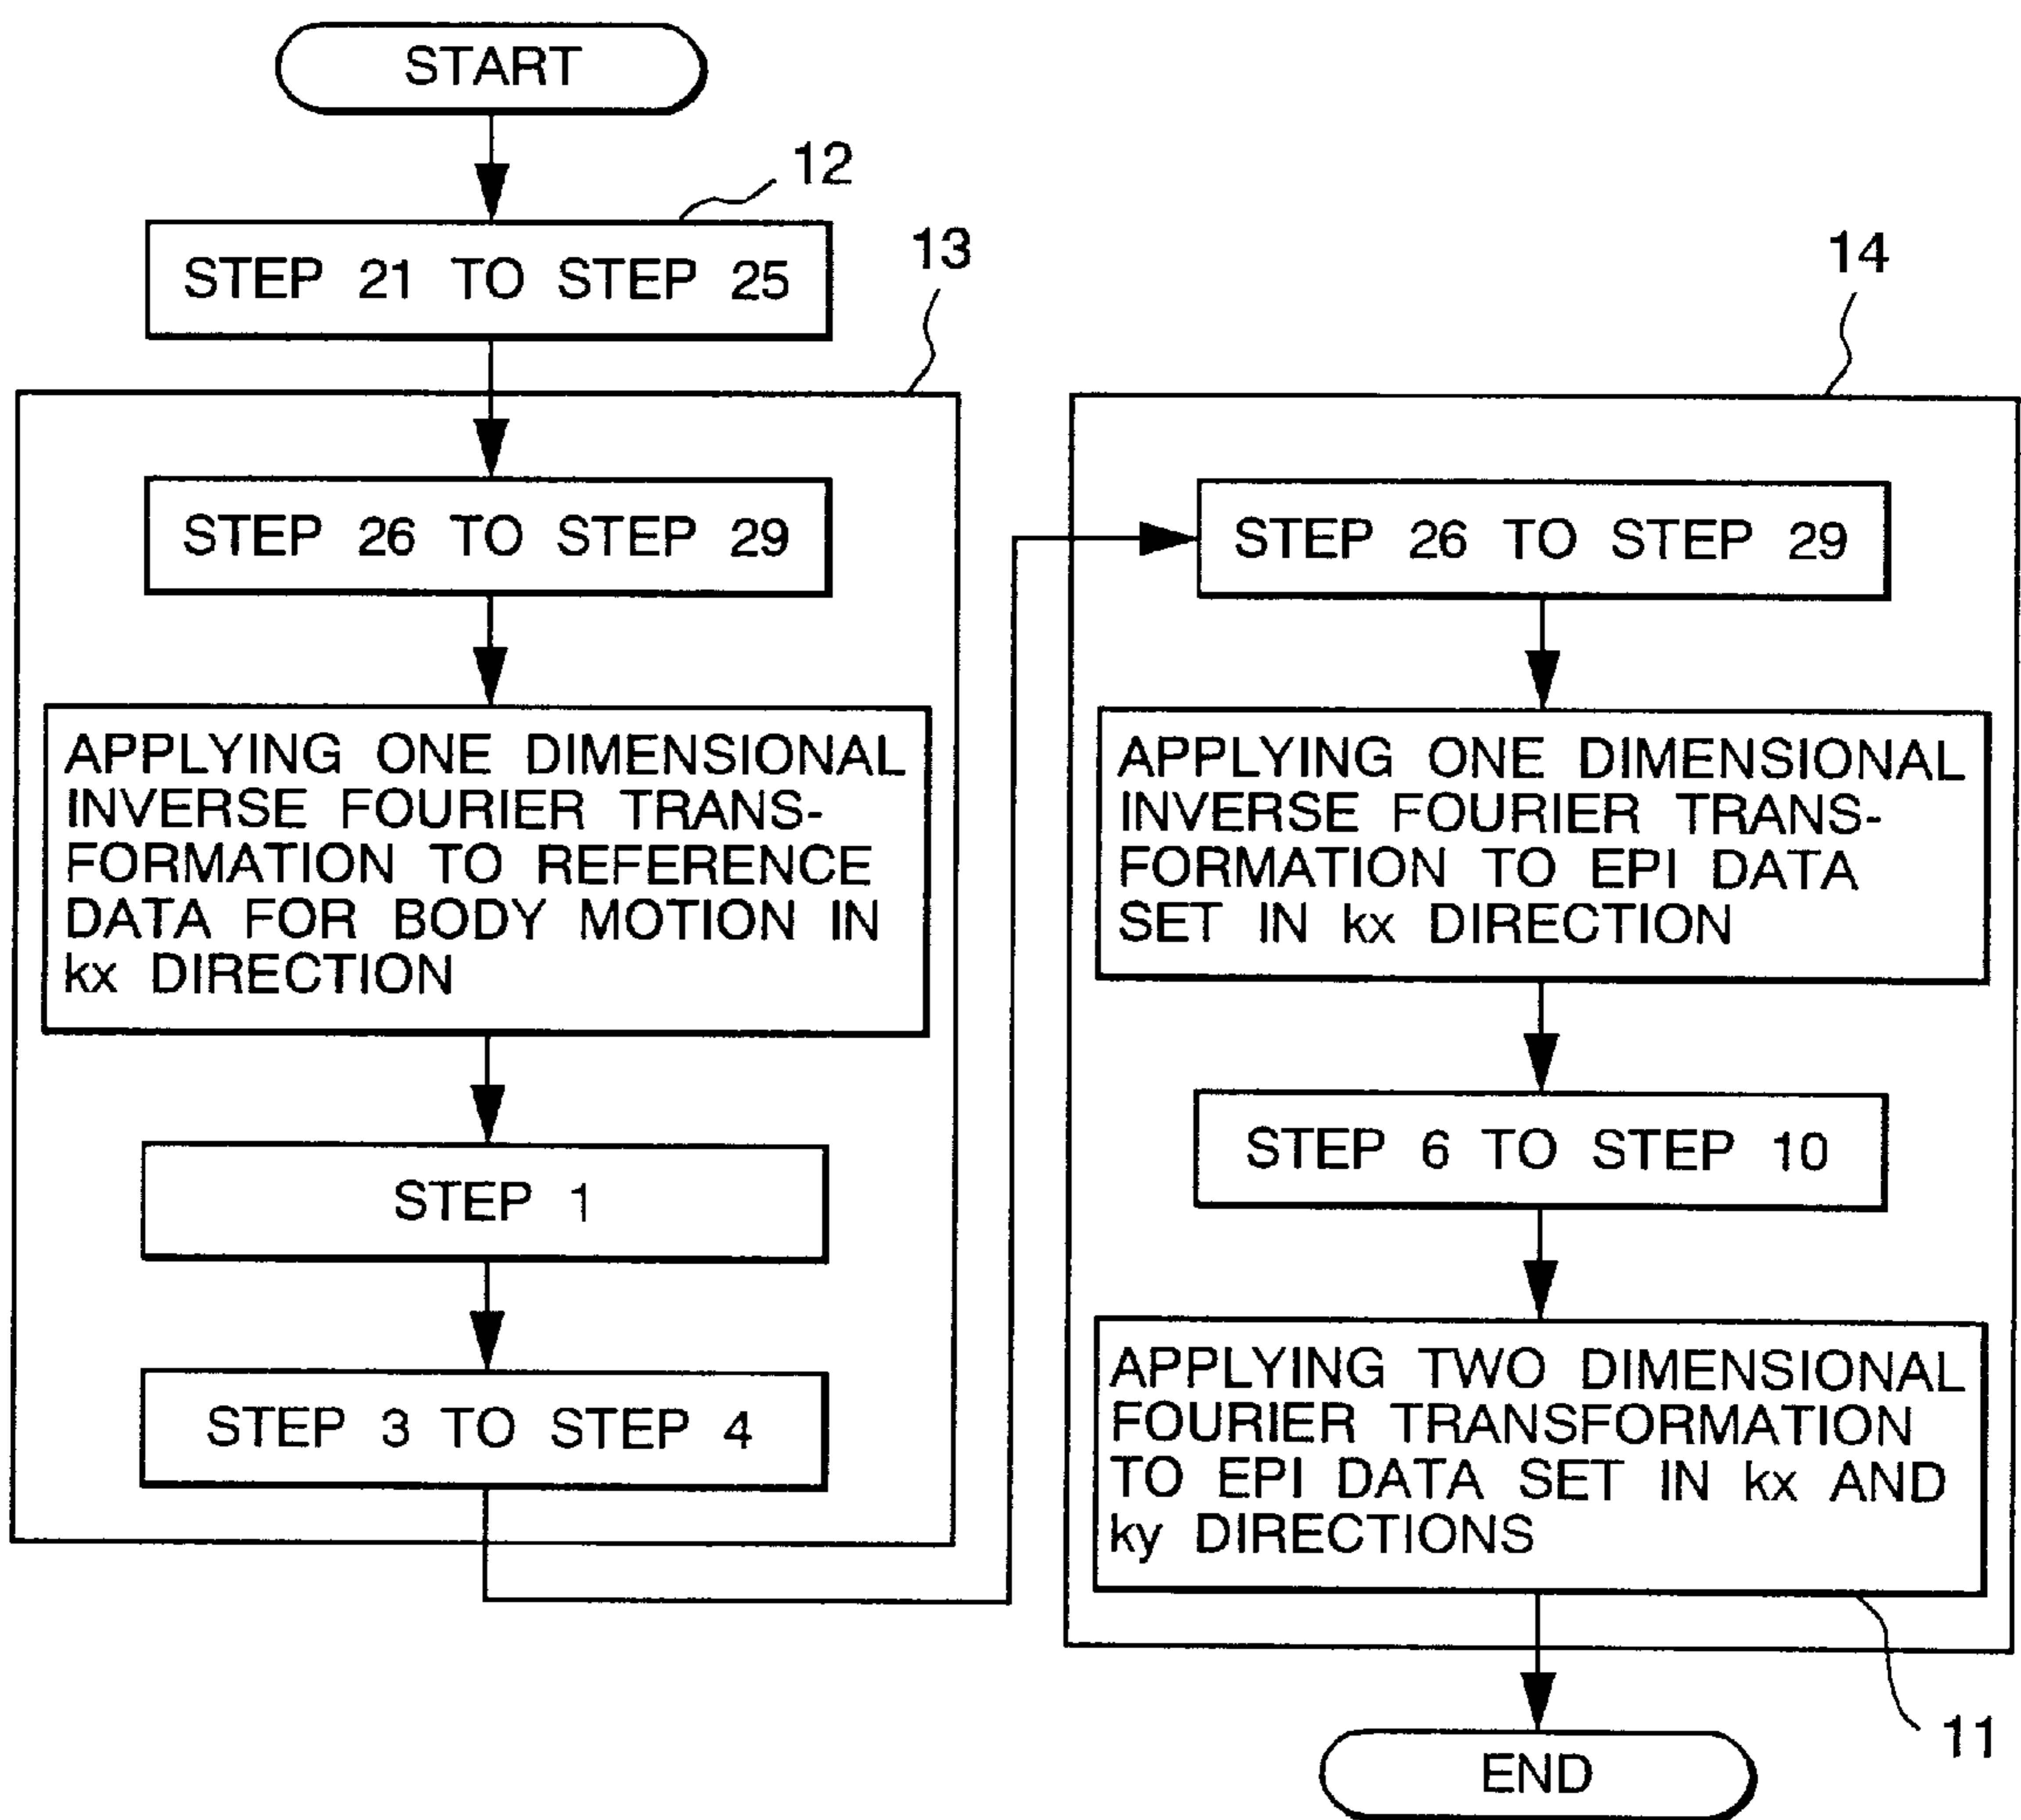 START
12
STEP 21 TO STEP 25
13
STEP 26 TO STEP 29
APPLYING ONE DIMENSIONAL
INVERSE FOURIER TRANS-
FORMATION TO REFERENCE
DATA FOR BODY MOTION IN
kx DIRECTION
STEP 1
STEP 3 TO STEP 4
14
STEP 26 TO STEP 29
APPLYING ONE DIMENSIONAL
INVERSE FOURIER TRANS-
FORMATION TO EPI DATA
SET IN kx DIRECTION
STEP 6 TO STEP 10
APPLYING TWO DIMENSIONAL
FOURIER TRANSFORMATION
TO EPI DATA SET IN kx AND
ky DIRECTIONS
11
END